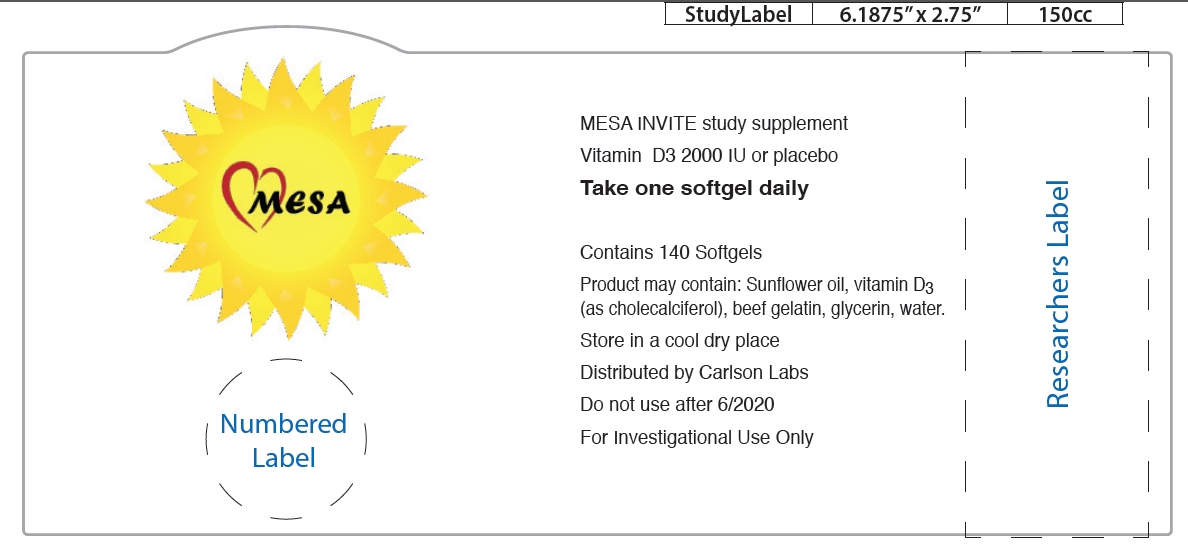 StudyLabel 6.1875” x 2.75” 150cc
MESA
MESA INVITE study supplement
Vitamin D3 2000 IU or placebo
Take one softgel daily
Contains 140 Softgels
Product may contain: Sunflower oil, vitamin D3
(as cholecalciferol), beef gelatin, glycerin, water.
Store in a cool dry place
Distributed by Carlson Labs
Do not use after 6/2020
For Investigational Use Only
Numbered
Label
Researchers Label